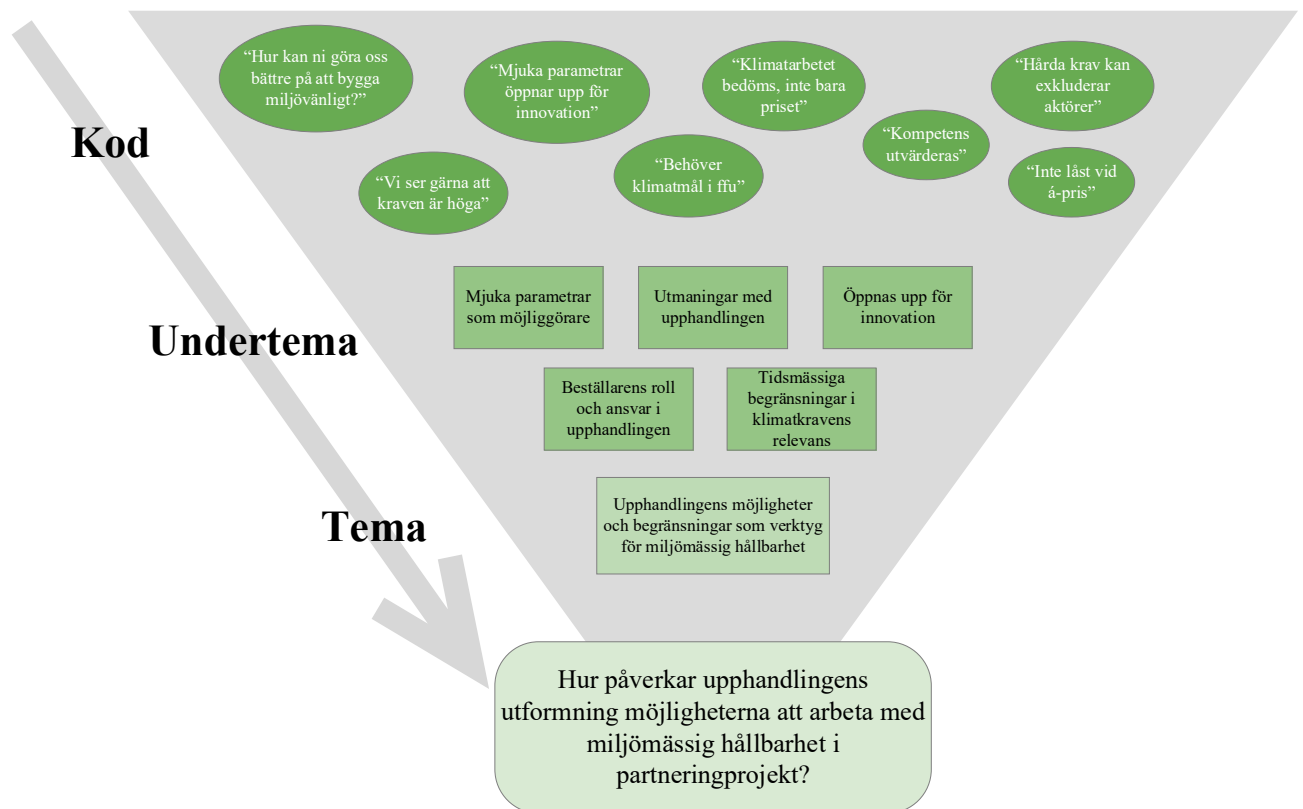 “Hur kan ni göra oss
bättre på att bygga
miljövänligt?”
“Mjuka parametrar
öppnar upp för
innovation”
“Klimatarbetet
bedöms, inte bara
priset”
“Hårda krav kan
exkluderar
aktörer”
Kod
“Vi ser gärna att
kraven är höga”
“Behöver
klimatmål i ffu”
“Kompetens
utvärderas”
“Inte låst vid
á-pris”
Undertema
Mjuka parametrar
som möjliggörare
Utmaningar med
upphandlingen
Öppnas upp för
innovation
Beställarens roll
och ansvar i
upphandlingen
Tidsmässiga
begränsningar i
klimatkravens
relevans
Tema
Upphandlingens möjligheter
och begränsningar som verktyg
för miljömässig hållbarhet
Hur påverkar upphandlingens
utformning möjligheterna att arbeta med
miljömässig hållbarhet i
partneringprojekt?